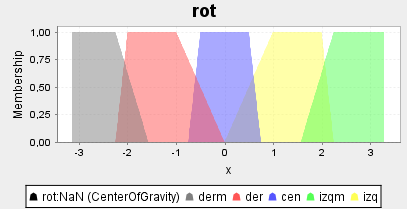 rot
1,00
0,75
0,50
0,25
0,00
Membership
-3 -2 -1 0 1 2 3
x
rot:NaN (CenterOfGravity) derm der cen izqm izq